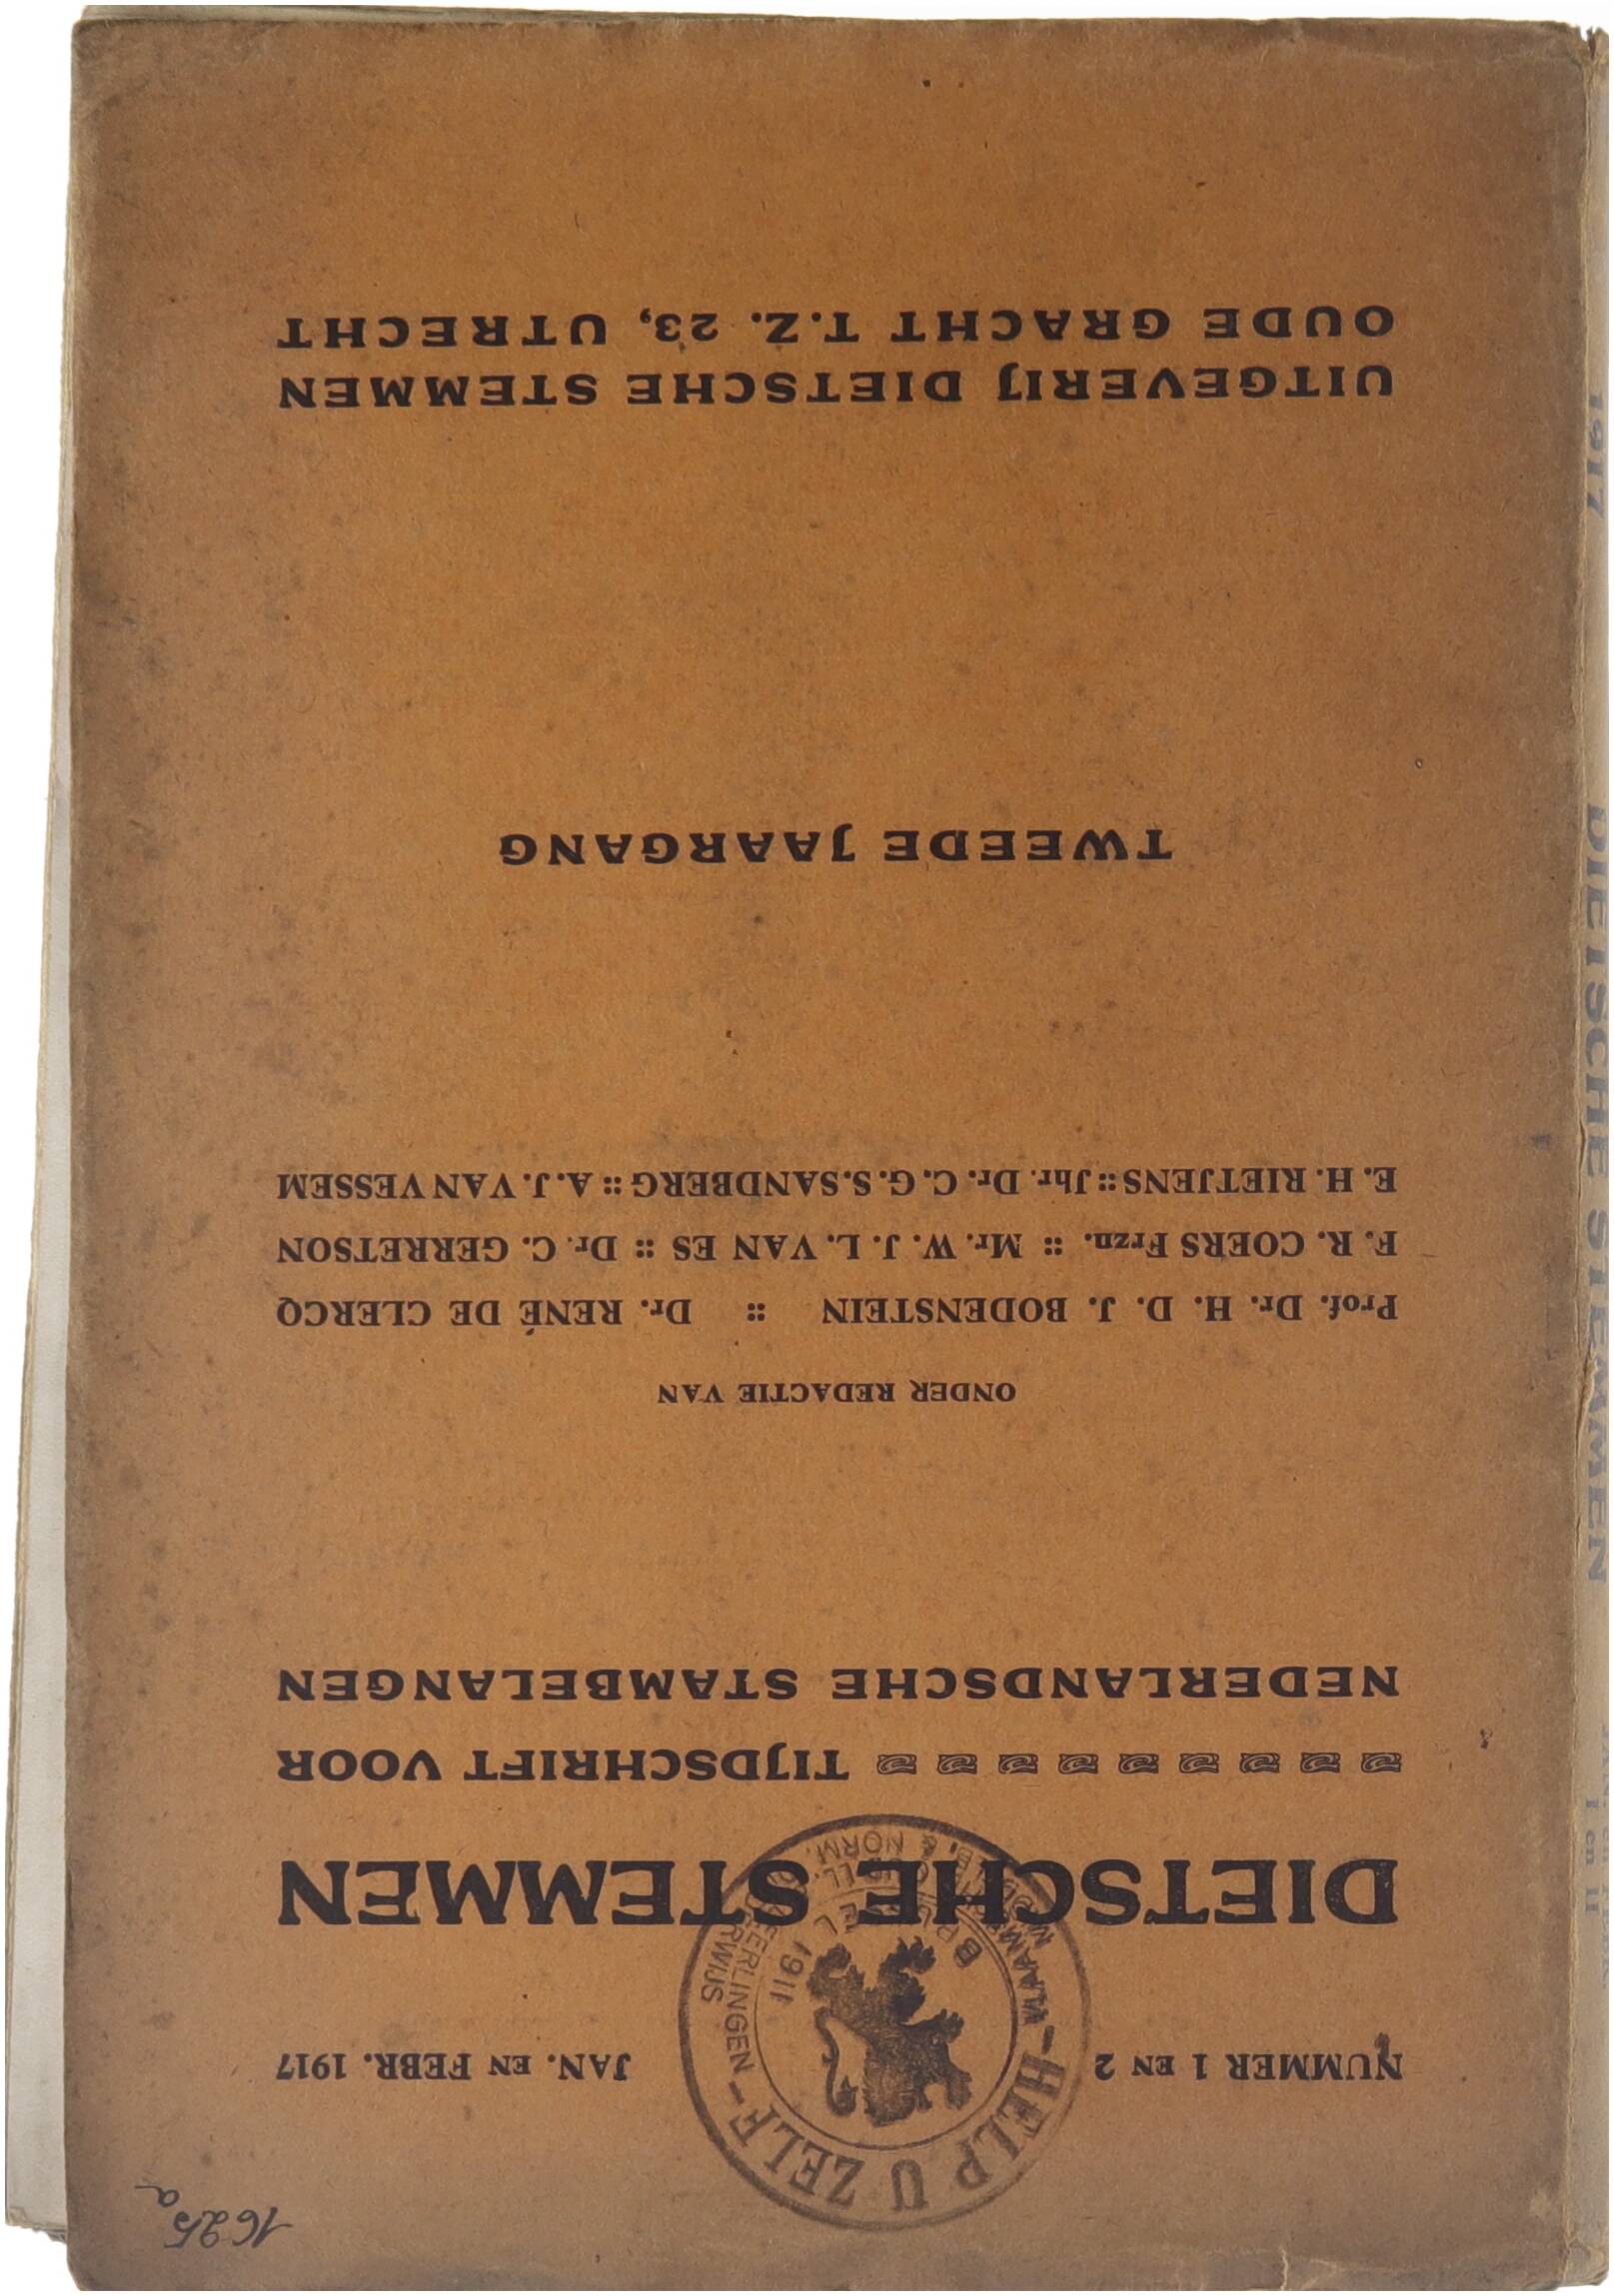 1625a
NUMMER 1 EN 2
JAN. EN FEBR. 1917
HELP U ZELF
1911
DIETSCHE STEMMEN
TIJDSCHRIFT VOOR
NEDERLANDSCHE STAMBELANGEN
ONDER REDACTIE VAN
Prof. Dr. H. D. J. BODENSTEIN :: Dr. RENÉ DE CLERCQ
F. R. COERS Frzn. :: Mr. W. J. L. VAN ES :: Dr. C. GERRETSON
E. H. RIETJENS :: Jhr. Dr. C. G. S. SANDBERG :: A. J. VAN VESSEM
TWEEDE JAARGANG
UITGEVERIJ DIETSCHE STEMMEN
OUDE GRACHT T.Z. 23, UTRECHT
I en II
DIETSCHE STEMMEN
1917